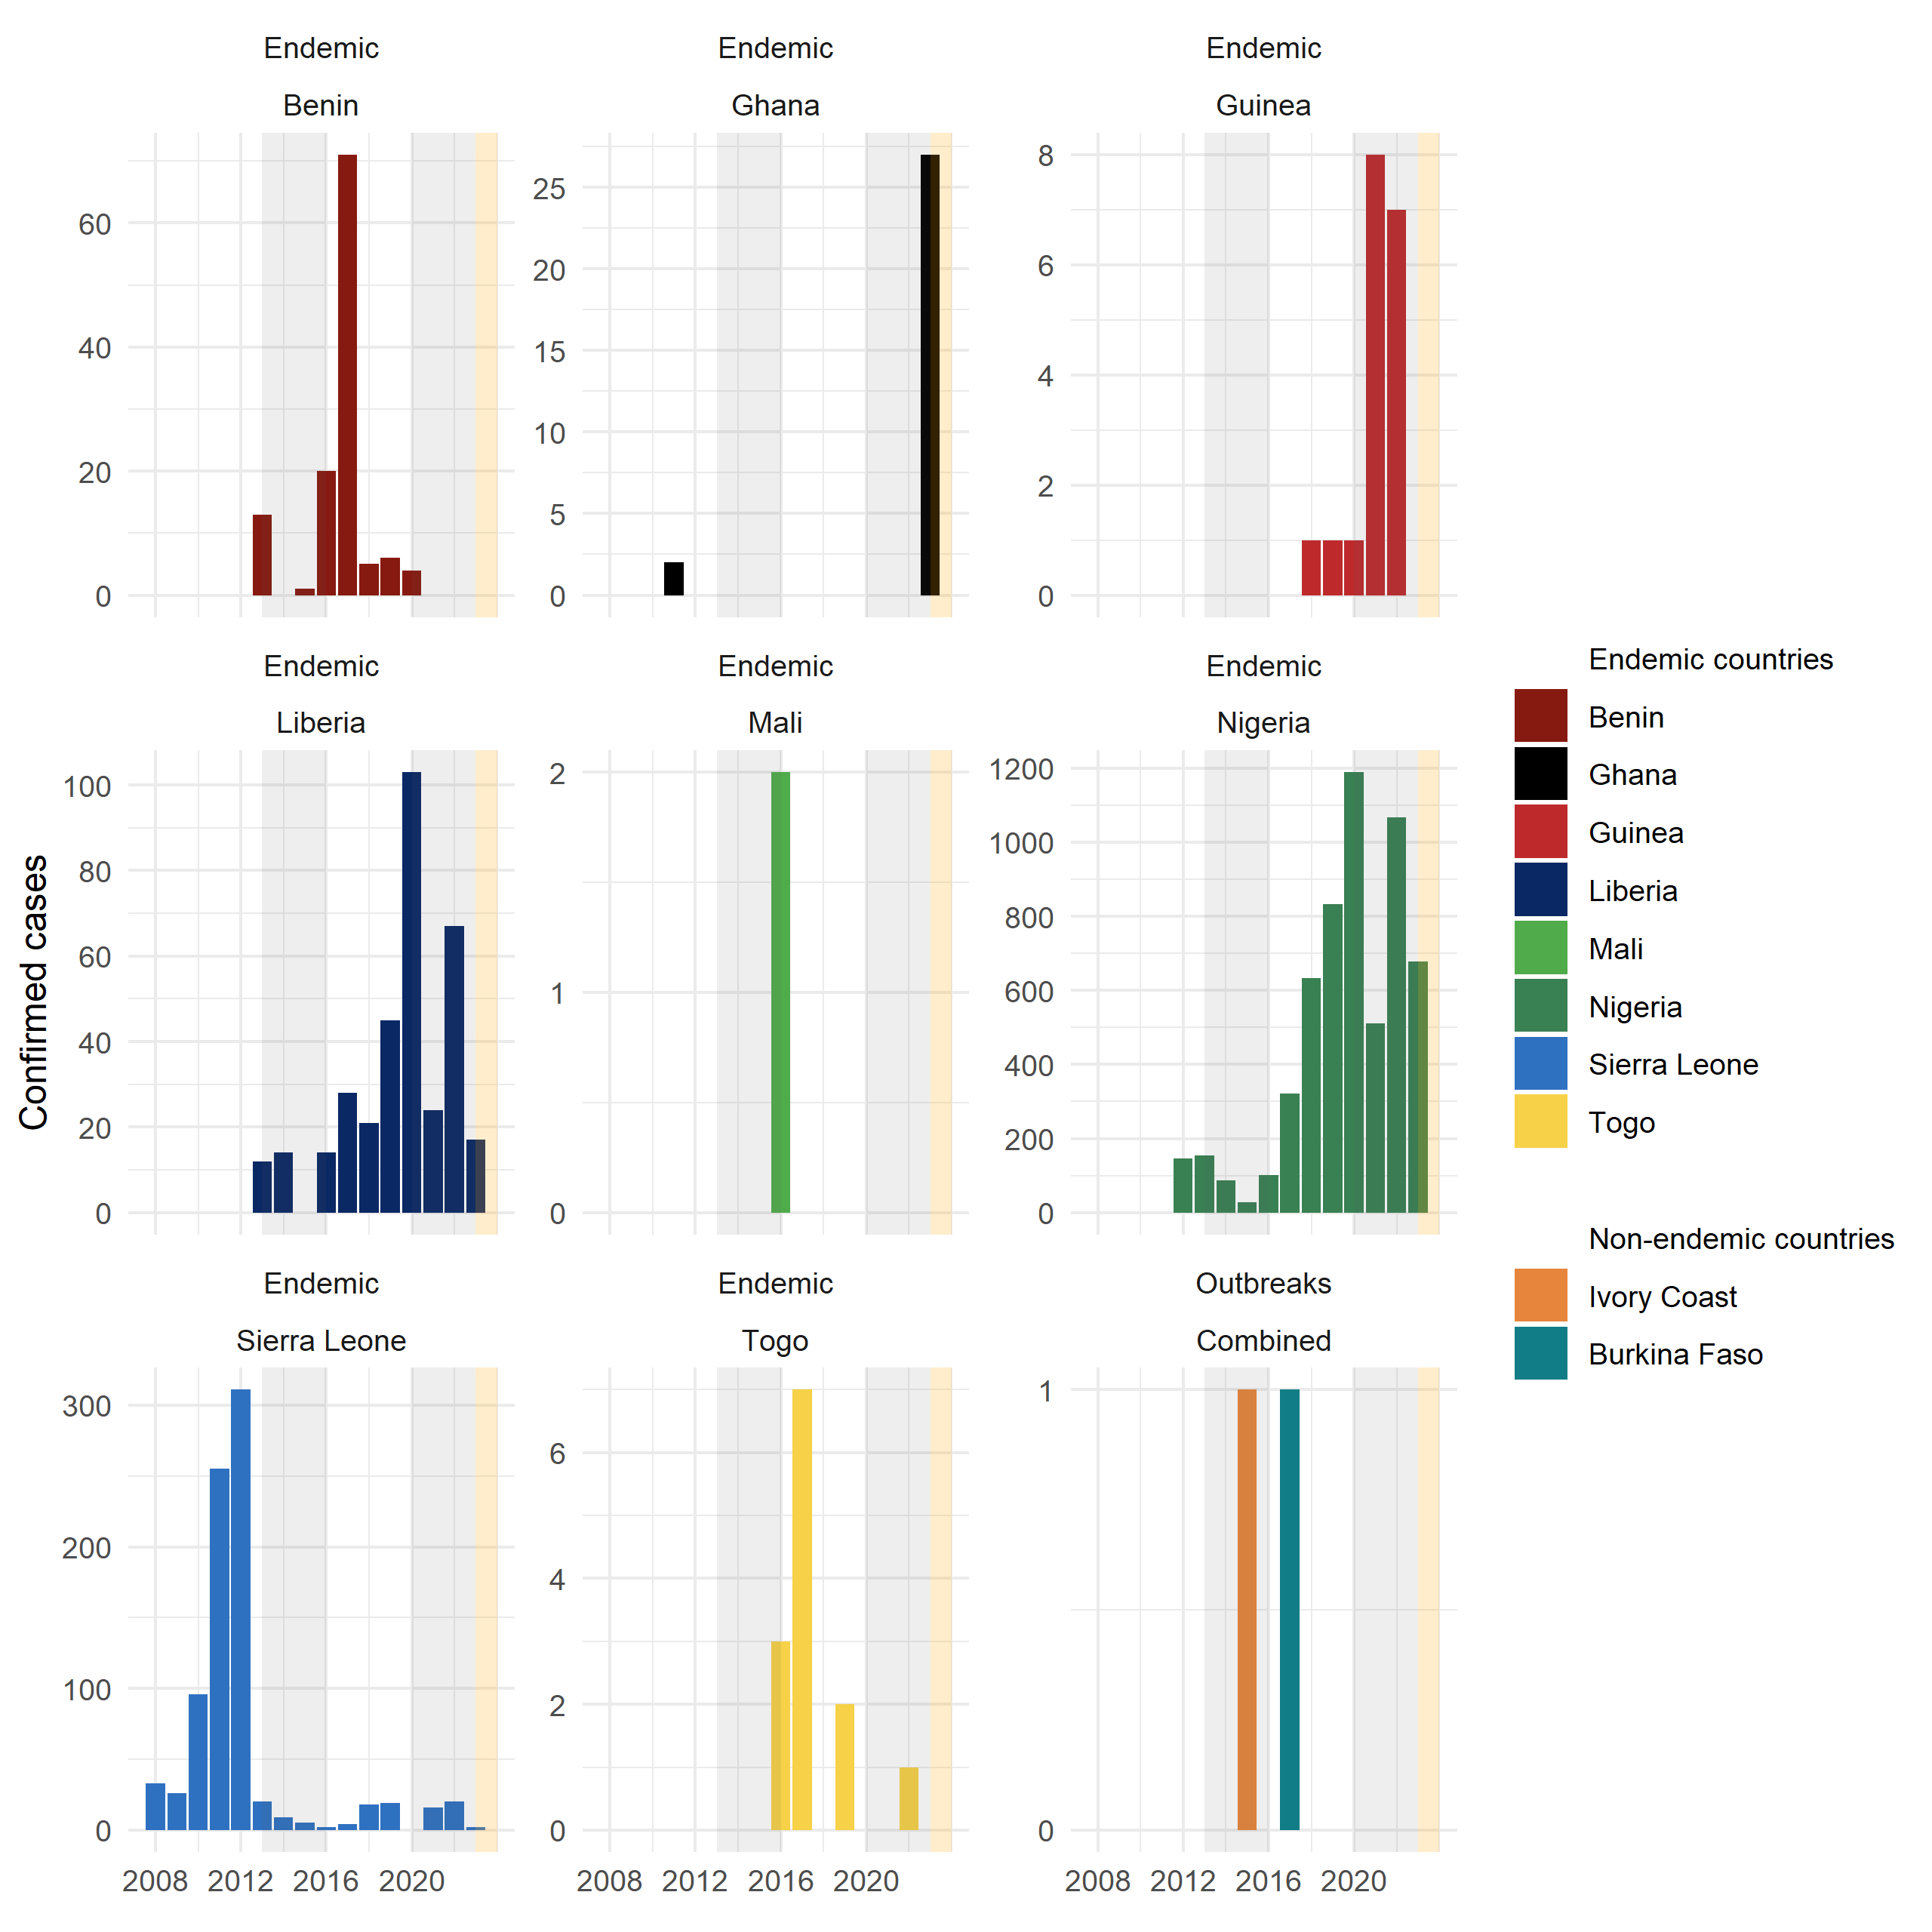 Endemic
Benin
60
40
20
0
Endemic
Ghana
25
20
15
10
5
0
Endemic
Guinea
8
6
4
2
0
Confirmed cases
Endemic
Liberia
100
80
60
40
20
0
Endemic
Mali
2
1
0
Endemic
Nigeria
1200
1000
800
600
400
200
0
Endemic
Sierra Leone
300
200
100
0
2008 2012 2016 2020
Endemic
Togo
6
4
2
0
2008 2012 2016 2020
Outbreaks
Combined
1
0
2008 2012 2016 2020
Endemic countries
Benin
Ghana
Guinea
Liberia
Mali
Nigeria
Sierra Leone
Togo
Non-endemic countries
Ivory Coast
Burkina Faso